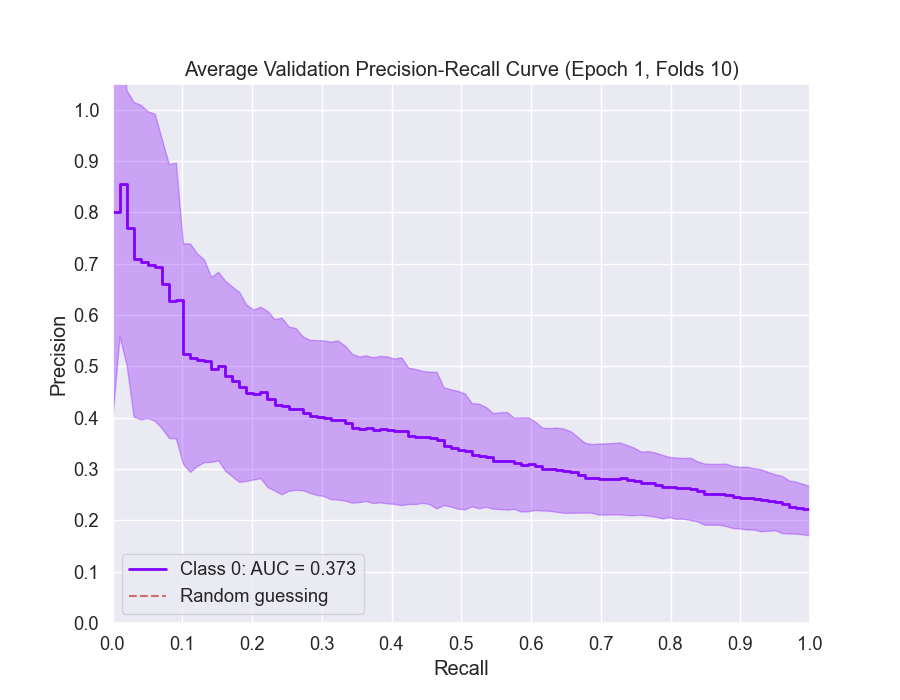 Average Validation Precision-Recall Curve (Epoch 1, Folds 10)
1.0
0.9
0.8
0.7
0.6
0.5
0.4
0.3
0.2
0.1
0.0
Precision
Class 0: AUC = 0.373
Random guessing
0.0 0.1 0.2 0.3 0.4 0.5 0.6 0.7 0.8 0.9 1.0
Recall